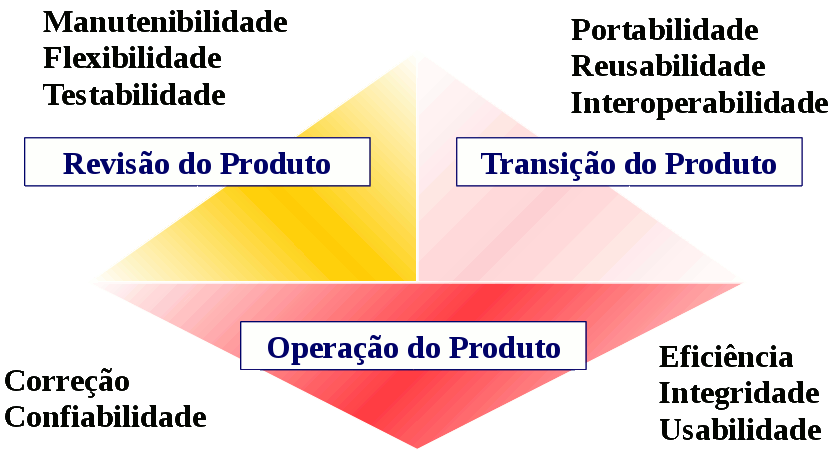 Manutenibilidade
Flexibilidade
Testabilidade
Portabilidade
Reusabilidade
Interoperabilidade
Revisão do Produto
Transição do Produto
Operação do Produto
Correção
Confiabilidade
Eficiência
Integridade
Usabilidade